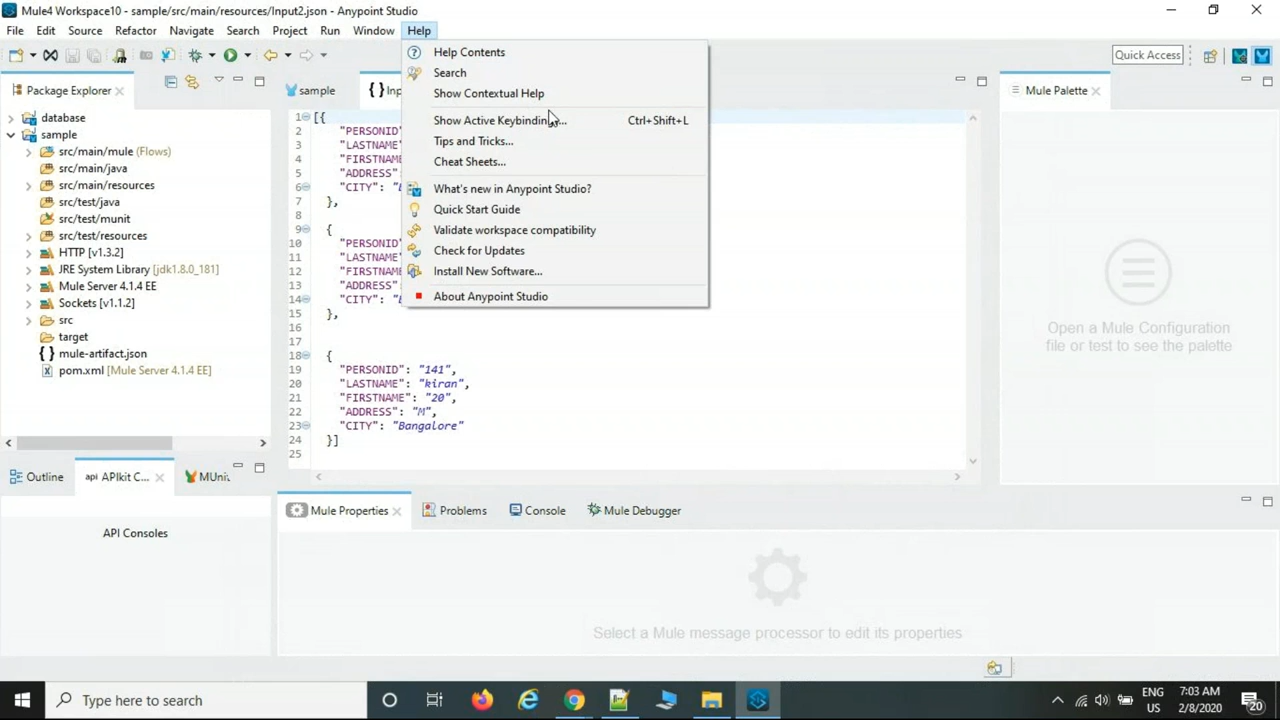 Mule4 Workspace10 - sample/src/main/resources/Input2.json - Anypoint Studio
File Edit Source Refactor Navigate Search Project Run Window Help
Quick Access
Package Explorer
database
sample
src/main/mule (Flows)
src/main/java
src/main/resources
src/test/java
src/test/munit
src/test/resources
HTTP [v1.3.2]
JRE System Library [jdk1.8.0_181]
Mule Server 4.1.4 EE
Sockets [v1.1.2]
src
target
{ } mule-artifact.json
pom.xml [Mule Server 4.1.4 EE]
Outline
api APIkit C...
MUni.
API Consoles
sample
{ } Inp
1 [{
2 "PERSONID"
3 "LASTNAME"
4 "FIRSTNAME
5 "ADDRESS"
6 "CITY":
7 },
8
9 {
10 "PERSONID"
11 "LASTNAME"
12 "FIRSTNAME
13 "ADDRESS"
14 "CITY":
15 },
16
17
18 {
19 "PERSONID": "141",
20 "LASTNAME": "kiran",
21 "FIRSTNAME": "20",
22 "ADDRESS": "M",
23 "CITY": "Bangalore"
24 }]
25
Help Contents
Search
Show Contextual Help
Show Active Keybindings... Ctrl+Shift+L
Tips and Tricks...
Cheat Sheets...
What's new in Anypoint Studio?
Quick Start Guide
Validate workspace compatibility
Check for Updates
Install New Software...
About Anypoint Studio
Mule Palette
Open a Mule Configuration
file or test to see the palette
Mule Properties
Problems
Console
Mule Debugger
Select a Mule message processor to edit its properties
Type here to search
ENG
US
7:03 AM
2/8/2020
20